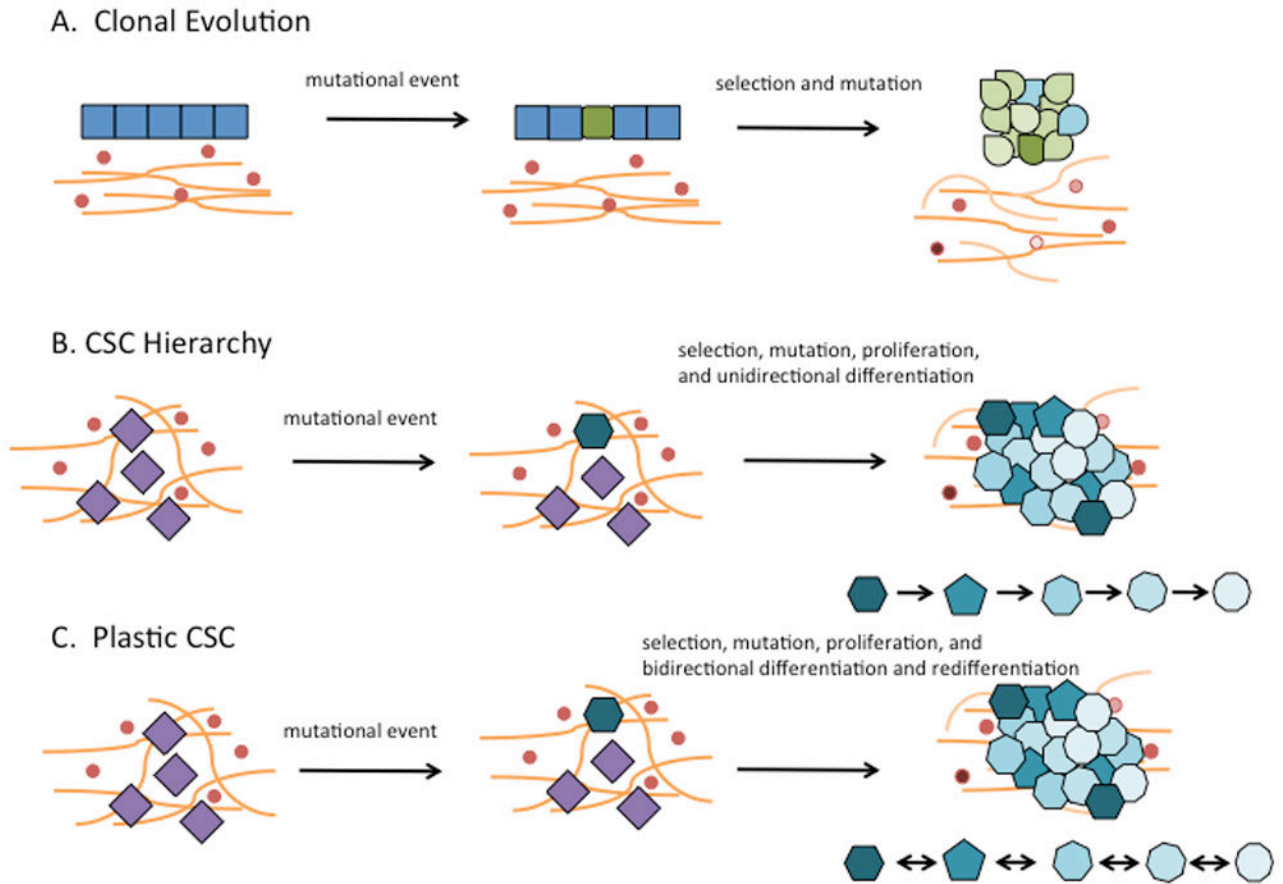 A. Clonal Evolution
mutational event
selection and mutation
B. CSC Hierarchy
selection, mutation, proliferation,
and unidirectional differentiation
mutational event
C. Plastic CSC
selection, mutation, proliferation, and
bidirectional differentiation and redifferentiation
mutational event